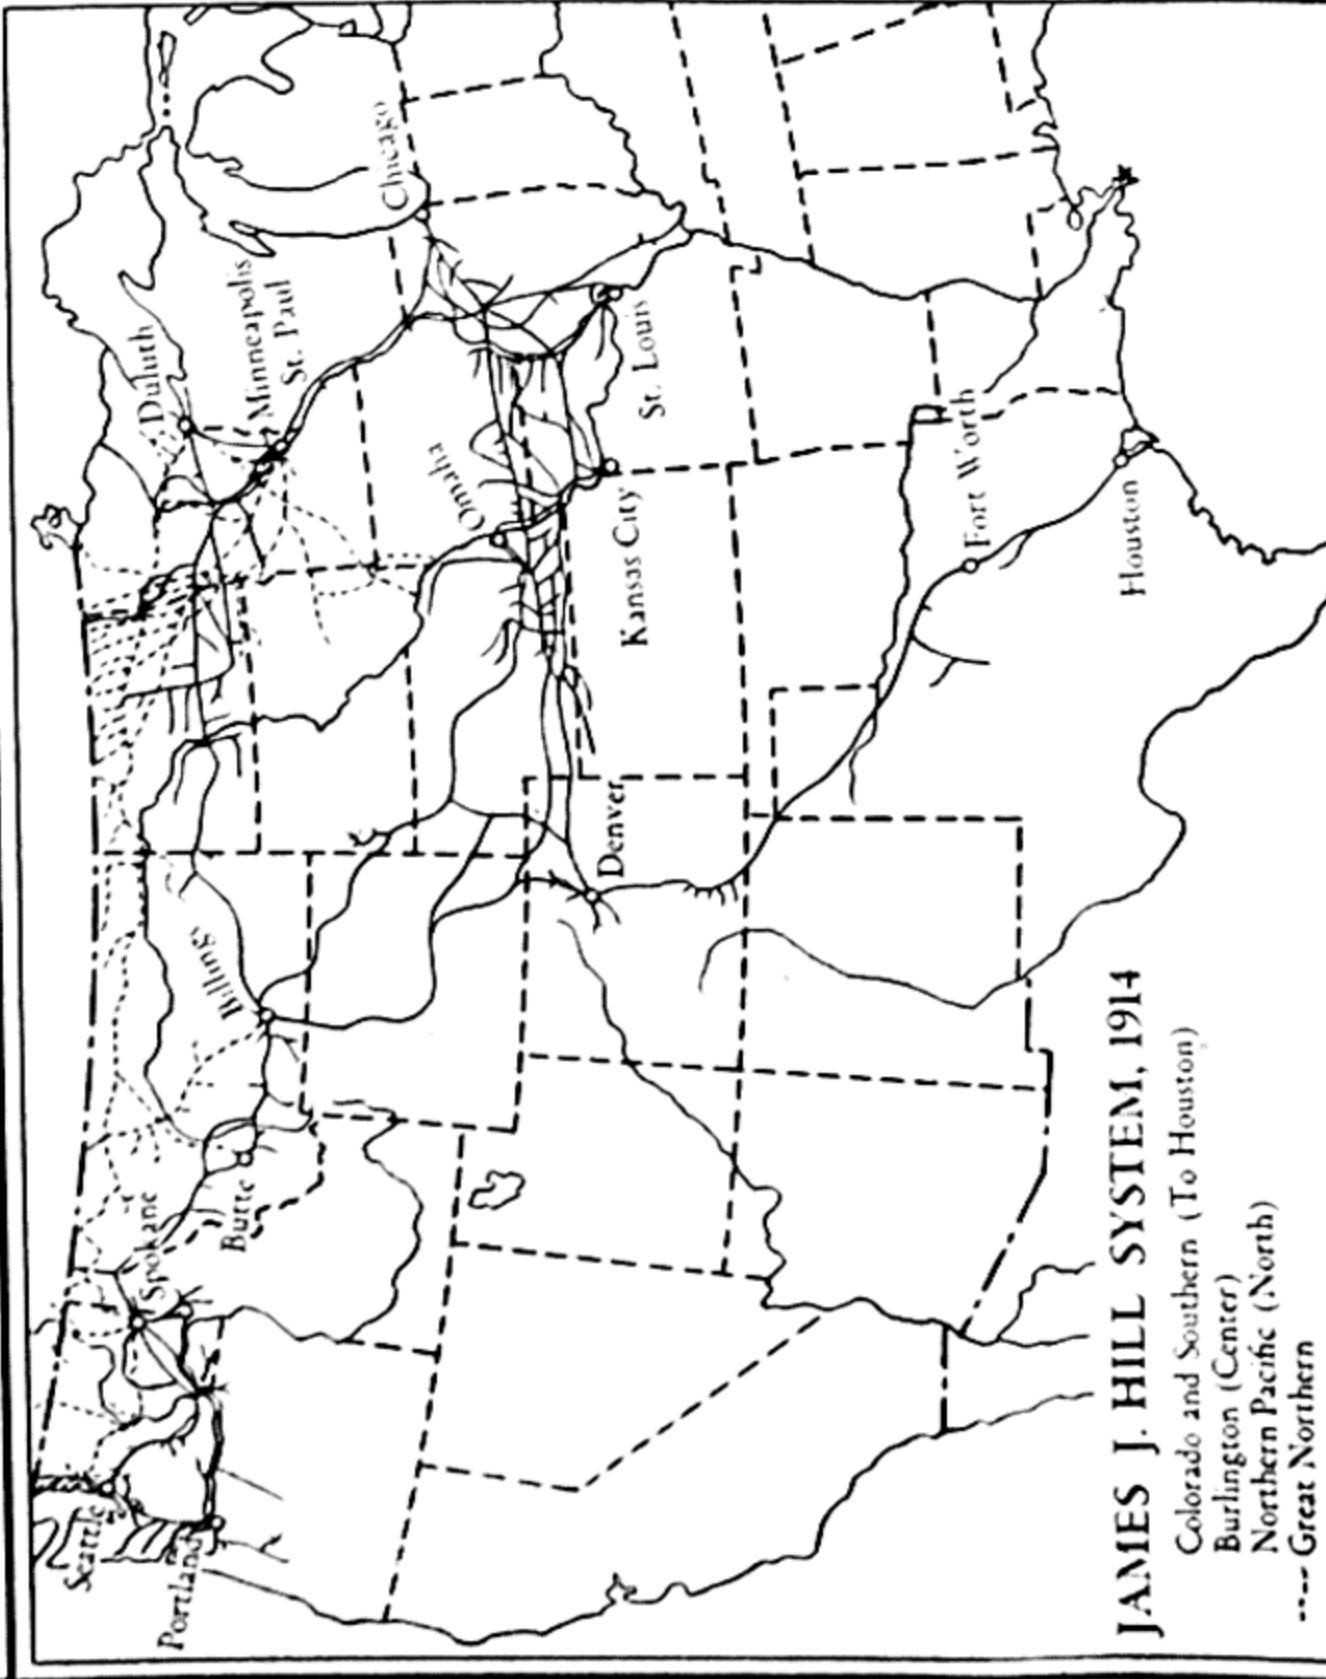 Seattle
Portland
Spokane
Butte
Billings
Duluth
Minneapolis
St. Paul
Chicago
Omaha
St. Louis
Kansas City
Denver
Fort Worth
Houston
JAMES J. HILL SYSTEM, 1914
Colorado and Southern (To Houston)
Burlington (Center)
Northern Pacific (North)
---- Great Northern